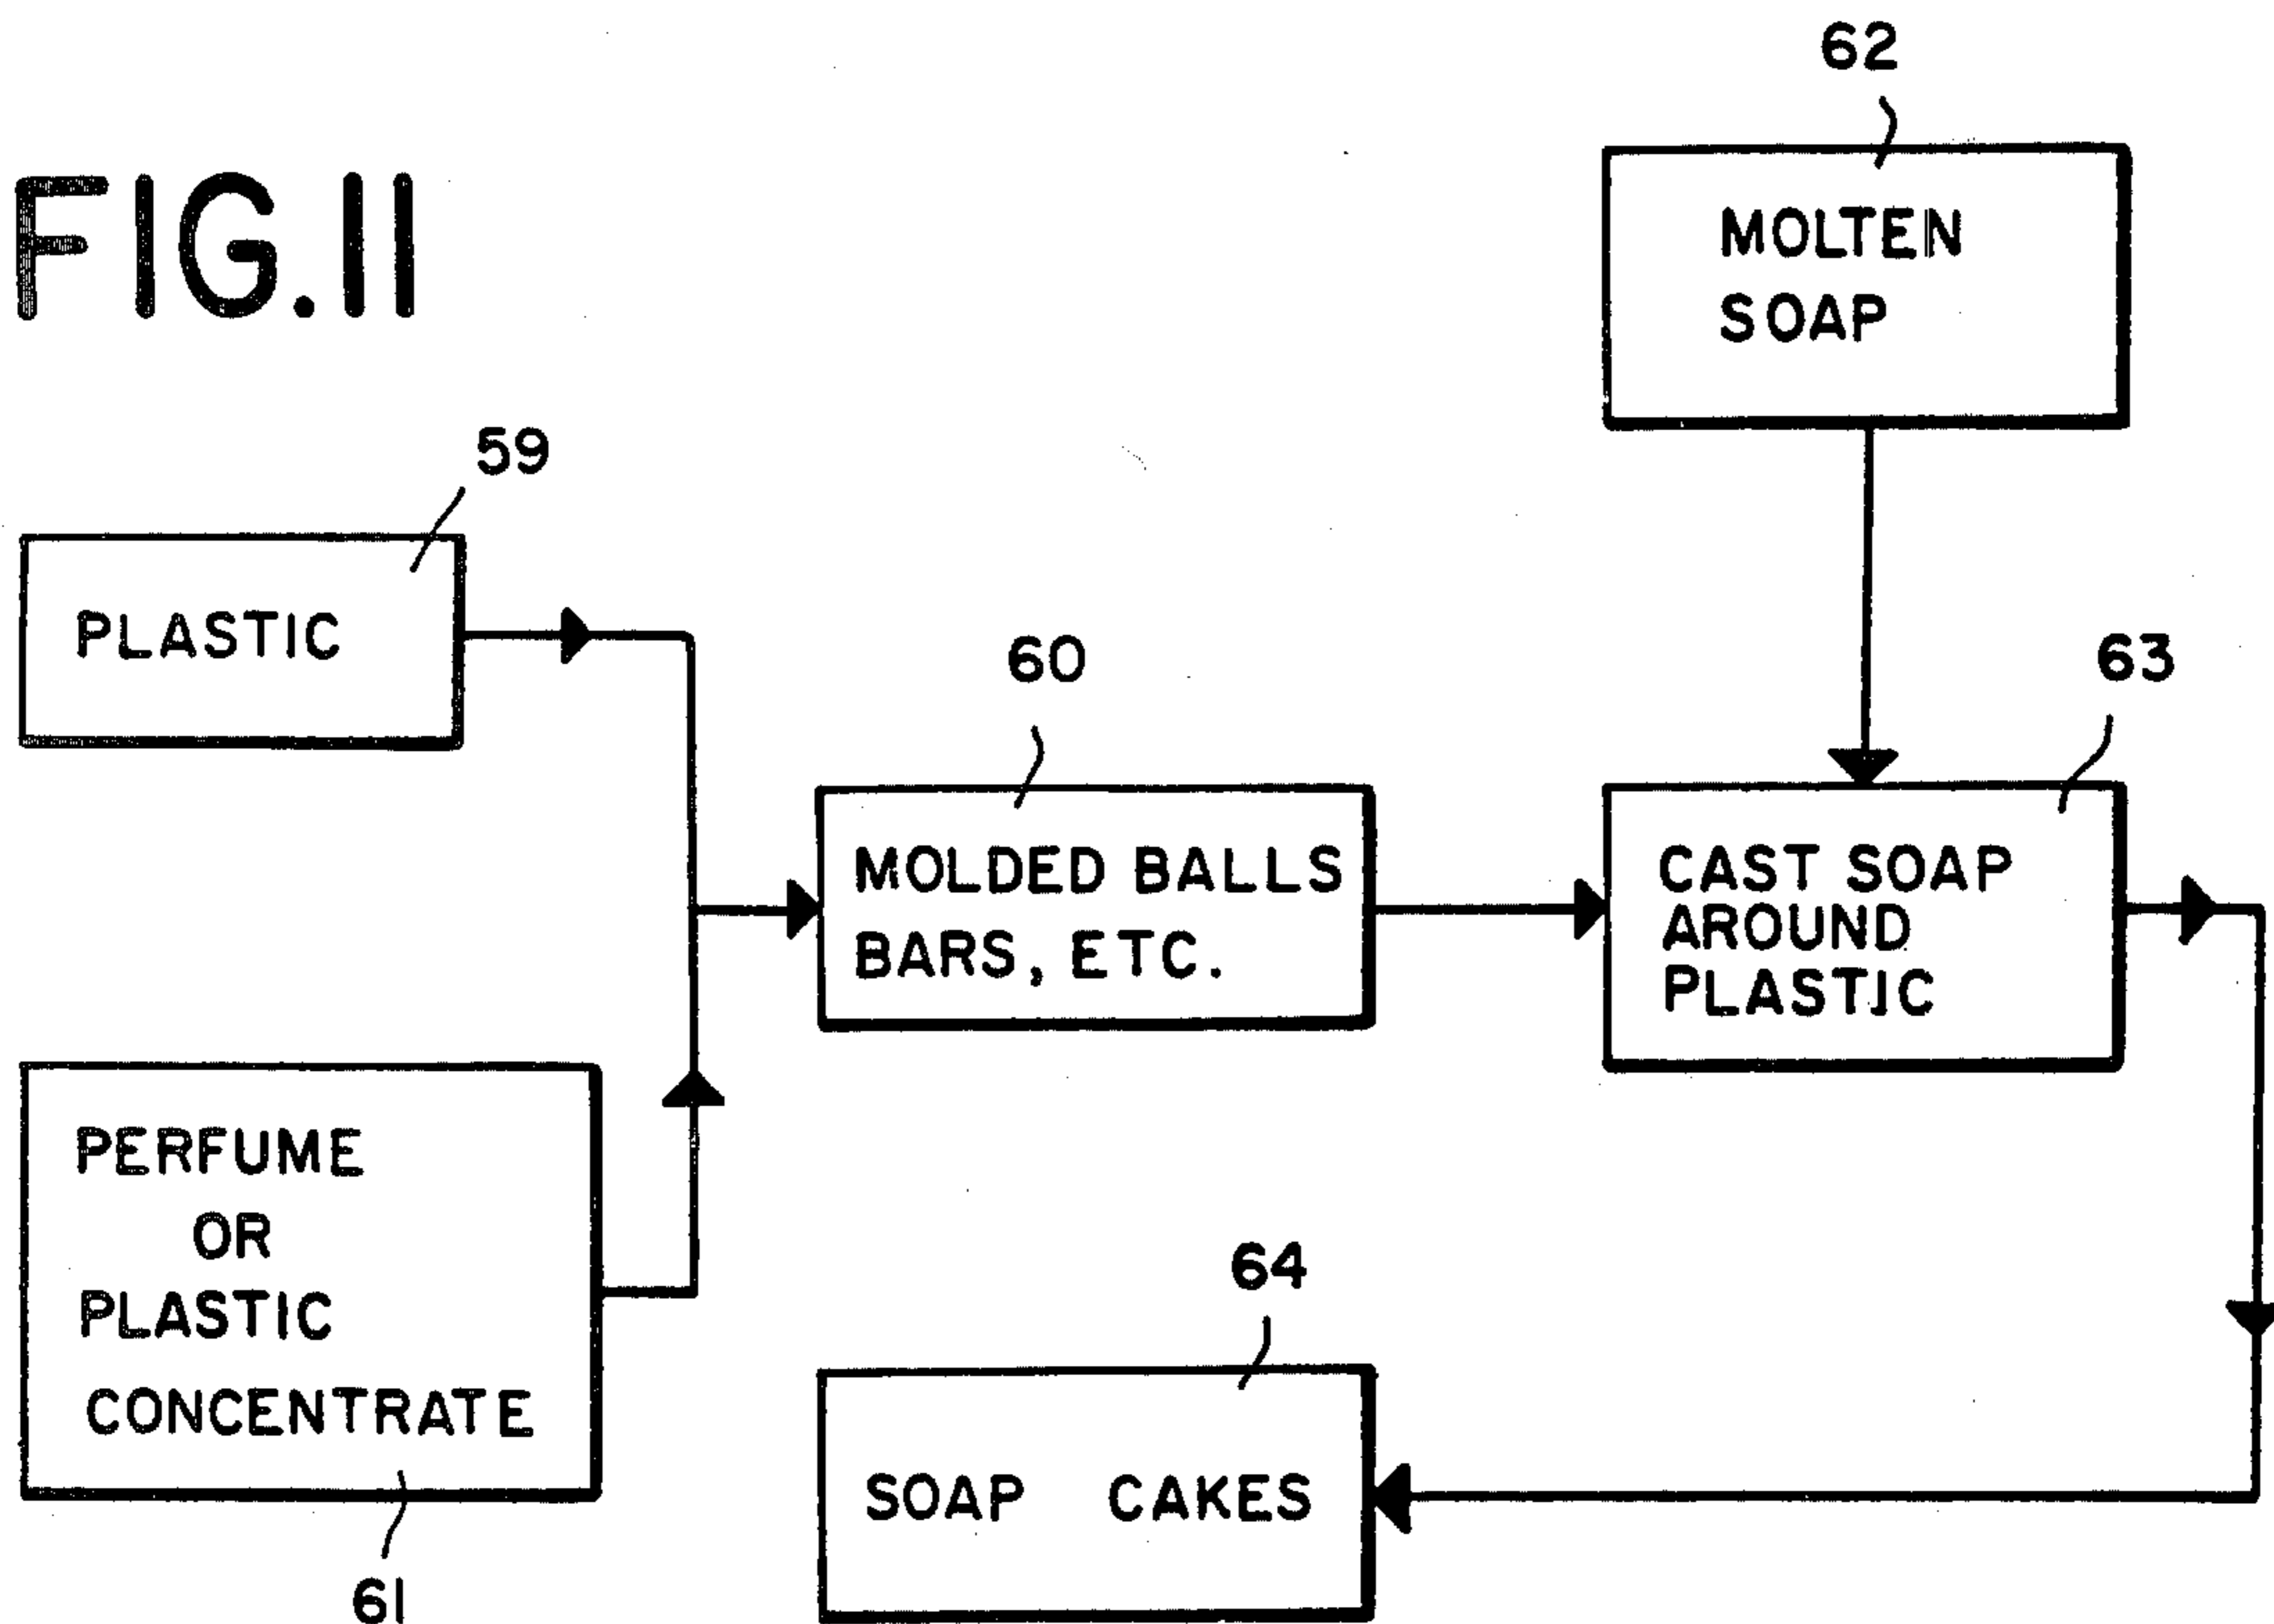 FIG.11
62
MOLTEN
SOAP
59
PLASTIC
60
MOLDED BALLS
BARS, ETC.
63
CAST SOAP
AROUND
PLASTIC
PERFUME
OR
PLASTIC
CONCENTRATE
61
64
SOAP CAKES